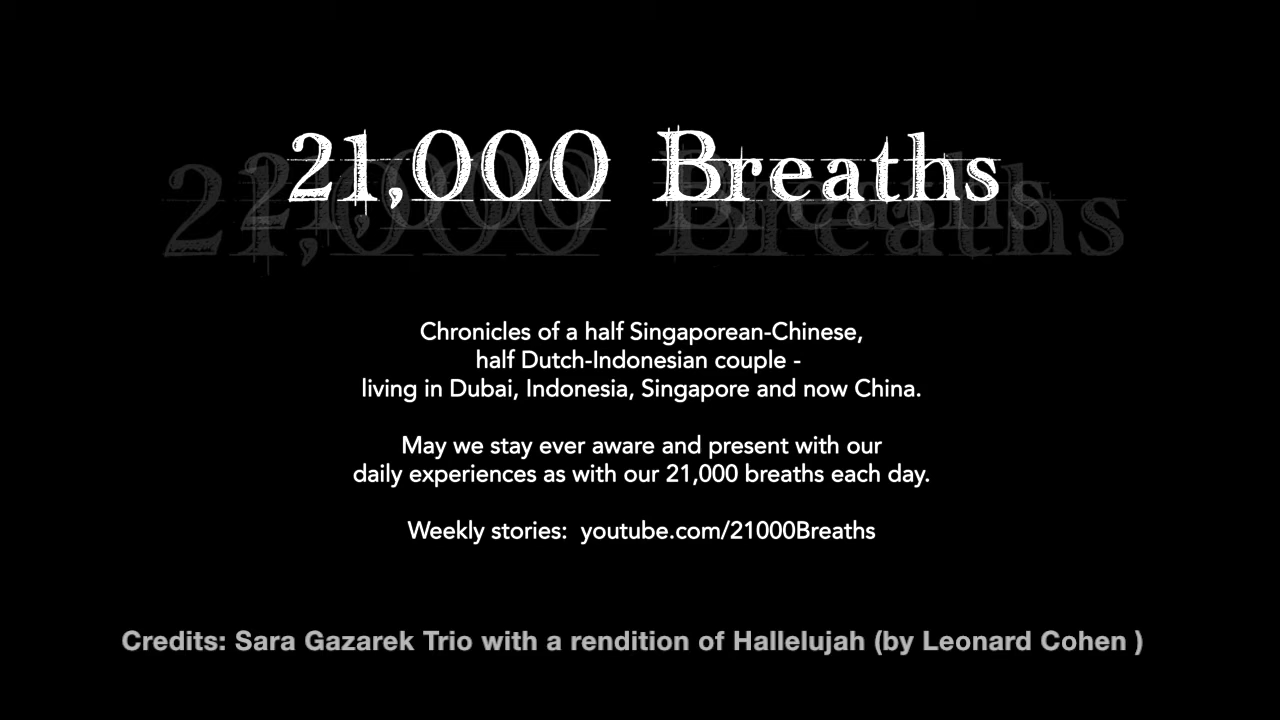 21,000 Breaths
Chronicles of a half Singaporean-Chinese,
half Dutch-Indonesian couple -
living in Dubai, Indonesia, Singapore and now China.
May we stay ever aware and present with our
daily experiences as with our 21,000 breaths each day.
Weekly stories:  youtube.com/21000Breaths
Credits: Sara Gazarek Trio with a rendition of Hallelujah (by Leonard Cohen )